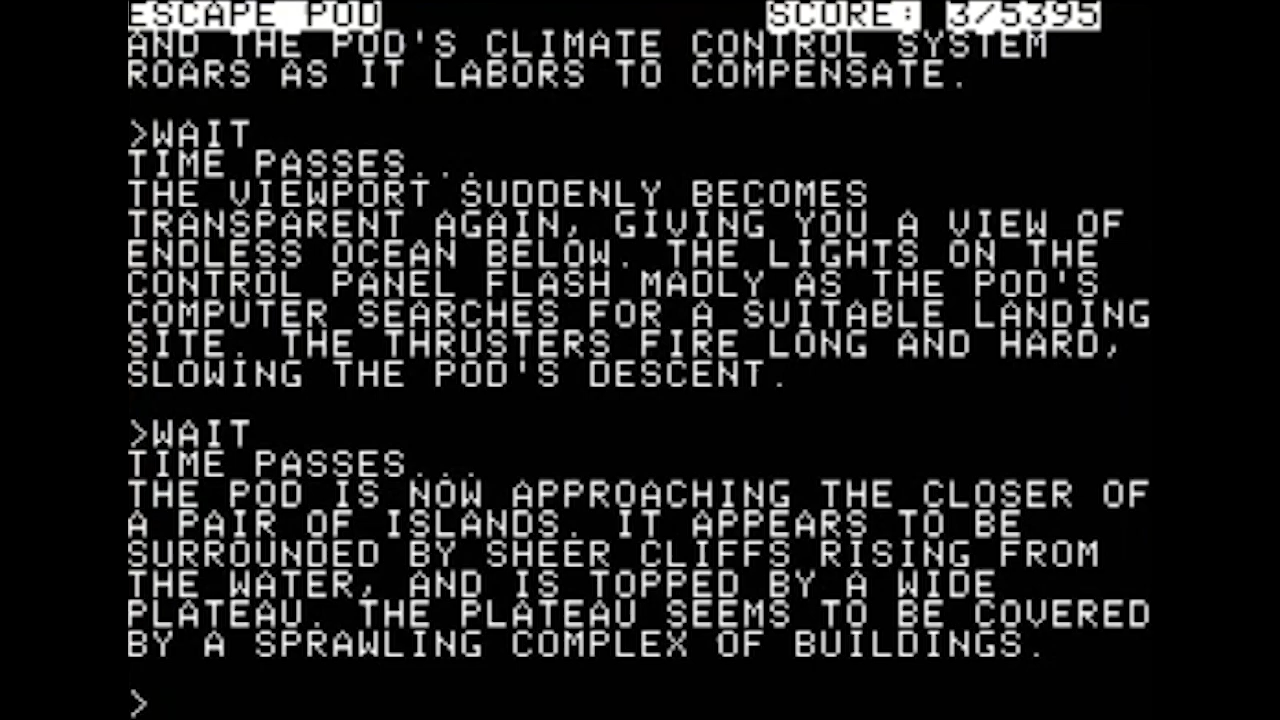 ESCAPE POD SCORE: 3/5395
AND THE POD'S CLIMATE CONTROL SYSTEM
ROARS AS IT LABORS TO COMPENSATE.
>WAIT
TIME PASSES...
THE VIEWPORT SUDDENLY BECOMES
TRANSPARENT AGAIN, GIVING YOU A VIEW OF
ENDLESS OCEAN BELOW. THE LIGHTS ON THE
CONTROL PANEL FLASH MADLY AS THE POD'S
COMPUTER SEARCHES FOR A SUITABLE LANDING
SITE. THE THRUSTERS FIRE LONG AND HARD,
SLOWING THE POD'S DESCENT.
>WAIT
TIME PASSES...
THE POD IS NOW APPROACHING THE CLOSER OF
A PAIR OF ISLANDS. IT APPEARS TO BE
SURROUNDED BY SHEER CLIFFS RISING FROM
THE WATER, AND IS TOPPED BY A WIDE
PLATEAU. THE PLATEAU SEEMS TO BE COVERED
BY A SPRAWLING COMPLEX OF BUILDINGS.
>